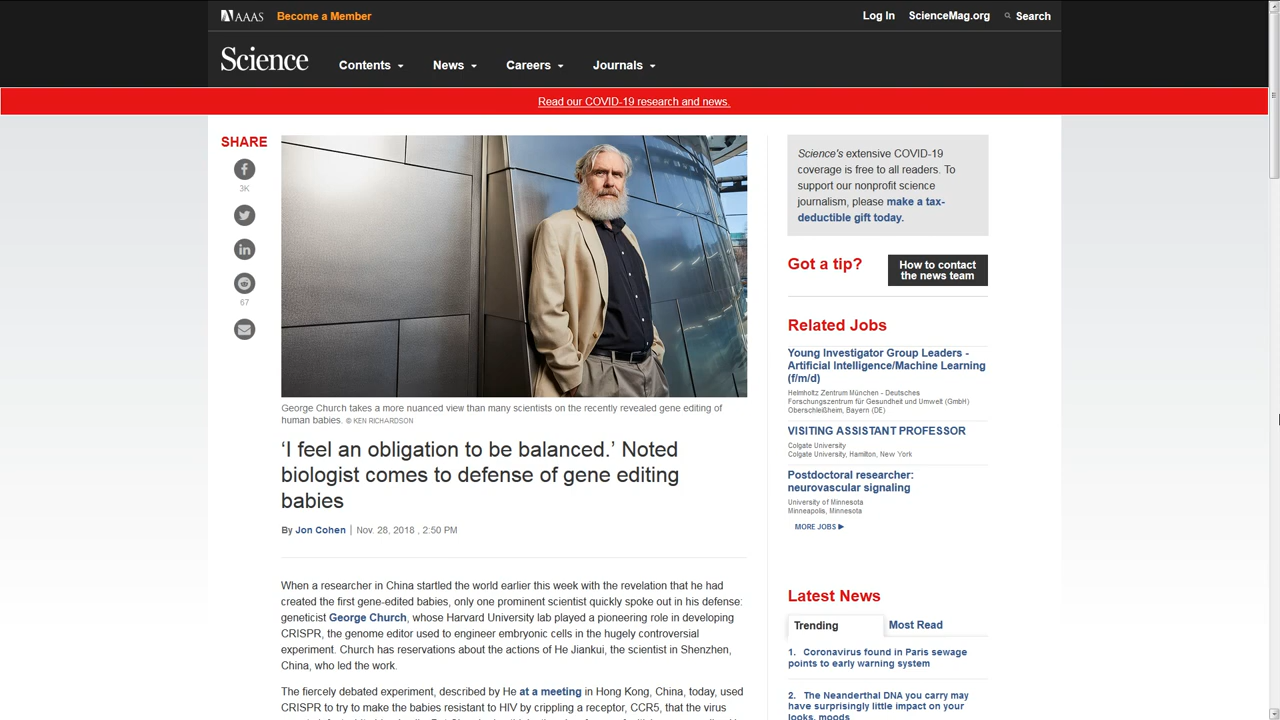 AAAS
Become a Member
Log In
ScienceMag.org
Search
Science
Contents
News
Careers
Journals
Read our COVID-19 research and news.
SHARE
3K
67
George Church takes a more nuanced view than many scientists on the recently revealed gene editing of
human babies. © KEN RICHARDSON
‘I feel an obligation to be balanced.’ Noted
biologist comes to defense of gene editing
babies
By Jon Cohen | Nov. 28, 2018 , 2:50 PM
When a researcher in China startled the world earlier this week with the revelation that he had
created the first gene-edited babies, only one prominent scientist quickly spoke out in his defense:
geneticist George Church, whose Harvard University lab played a pioneering role in developing
CRISPR, the genome editor used to engineer embryonic cells in the hugely controversial
experiment. Church has reservations about the actions of He Jiankui, the scientist in Shenzhen,
China, who led the work.
The fiercely debated experiment, described by He at a meeting in Hong Kong, China, today, used
CRISPR to try to make the babies resistant to HIV by crippling a receptor, CCR5, that the virus
Science's extensive COVID-19
coverage is free to all readers. To
support our nonprofit science
journalism, please make a tax-
deductible gift today.
Got a tip?
How to contact
the news team
Related Jobs
Young Investigator Group Leaders -
Artificial Intelligence/Machine Learning
(f/m/d)
Helmholtz Zentrum München - Deutsches
Forschungszentrum für Gesundheit und Umwelt (GmbH)
Oberschleißheim, Bayern (DE)
VISITING ASSISTANT PROFESSOR
Colgate University
Colgate University, Hamilton, New York
Postdoctoral researcher:
neurovascular signaling
University of Minnesota
Minneapolis, Minnesota
MORE JOBS ▶
Latest News
Trending
Most Read
1. Coronavirus found in Paris sewage
points to early warning system
2. The Neanderthal DNA you carry may
have surprisingly little impact on your
looks, moods